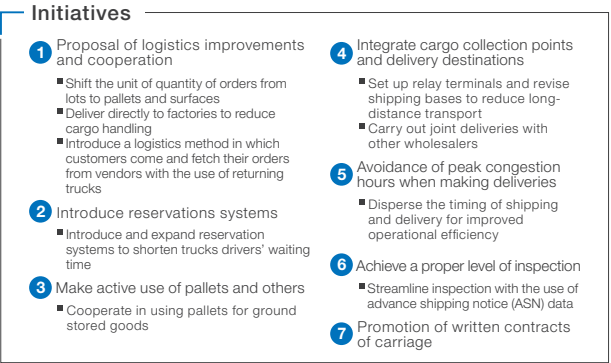 Initiatives
1 Proposal of logistics improvements
and cooperation
■ Shift the unit of quantity of orders from
lots to pallets and surfaces
■ Deliver directly to factories to reduce
cargo handling
■ Introduce a logistics method in which
customers come and fetch their orders
from vendors with the use of returning
trucks
2 Introduce reservations systems
■ Introduce and expand reservation
systems to shorten trucks drivers' waiting
time
3 Make active use of pallets and others
■ Cooperate in using pallets for ground
stored goods
4 Integrate cargo collection points
and delivery destinations
■ Set up relay terminals and revise
shipping bases to reduce long-
distance transport
■ Carry out joint deliveries with
other wholesalers
5 Avoidance of peak congestion
hours when making deliveries
■ Disperse the timing of shipping
and delivery for improved
operational efficiency
6 Achieve a proper level of inspection
■ Streamline inspection with the use of
advance shipping notice (ASN) data
7 Promotion of written contracts
of carriage